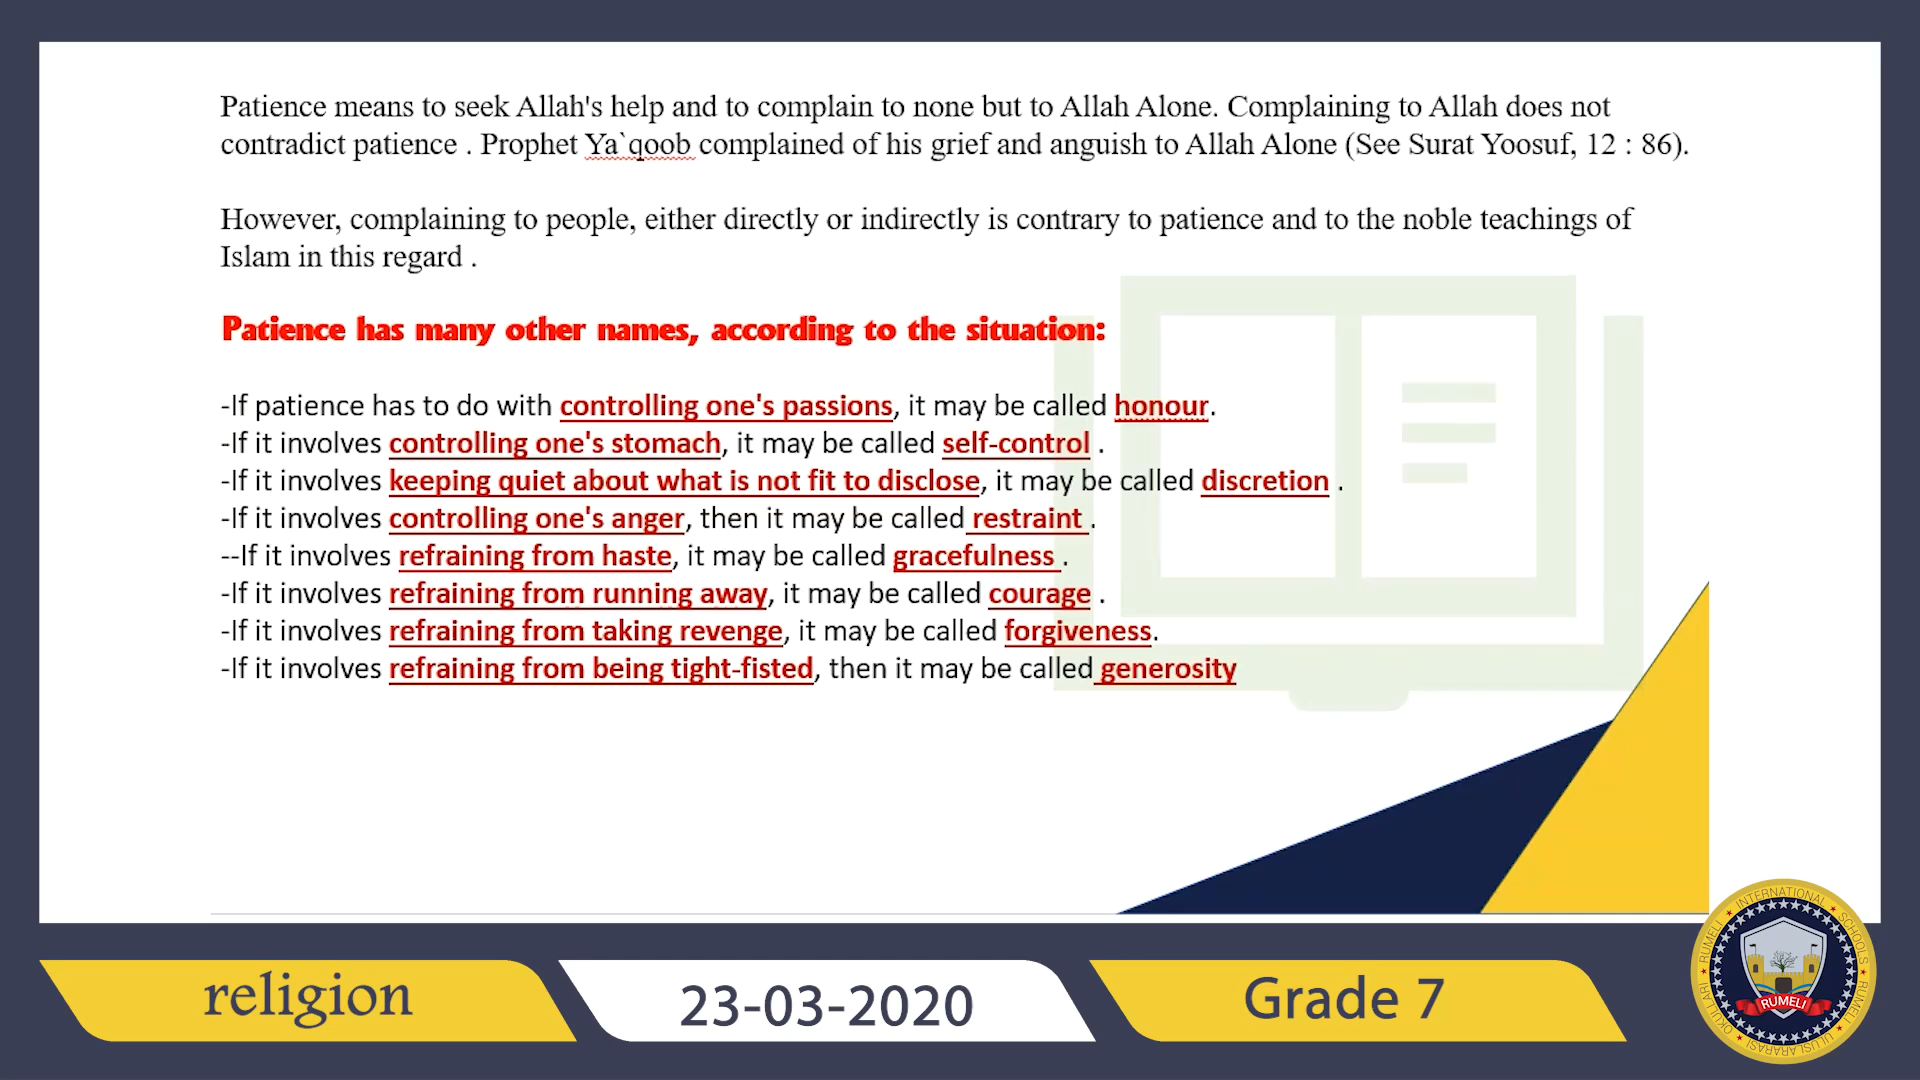 Patience means to seek Allah's help and to complain to none but to Allah Alone. Complaining to Allah does not
contradict patience . Prophet Ya`qoob complained of his grief and anguish to Allah Alone (See Surat Yoosuf, 12 : 86).
However, complaining to people, either directly or indirectly is contrary to patience and to the noble teachings of
Islam in this regard .
Patience has many other names, according to the situation:
-If patience has to do with controlling one's passions, it may be called honour.
-If it involves controlling one's stomach, it may be called self-control .
-If it involves keeping quiet about what is not fit to disclose, it may be called discretion .
-If it involves controlling one's anger, then it may be called restraint .
--If it involves refraining from haste, it may be called gracefulness .
-If it involves refraining from running away, it may be called courage .
-If it involves refraining from taking revenge, it may be called forgiveness.
-If it involves refraining from being tight-fisted, then it may be called generosity
religion
23-03-2020
Grade 7
RUMELI INTERNATIONAL SCHOOLS
RUMELI ULUSLARARASI OKULLARI
RUMELI